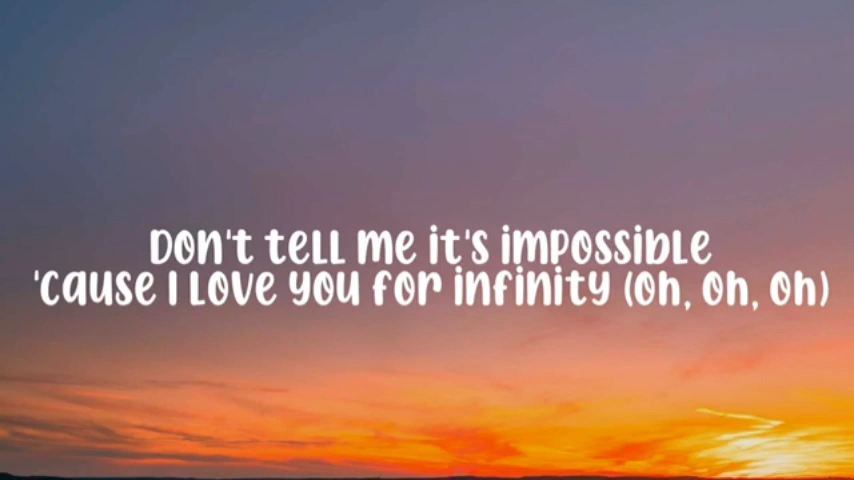 Don't tell me it's impossible
'Cause I love you for infinity (oh, oh, oh)